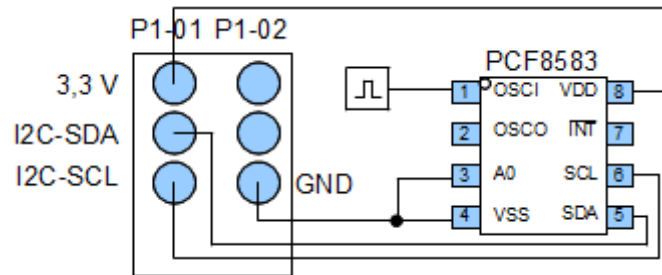 P1-01 P1-02
PCF8583
3,3 V
I2C-SDA
I2C-SCL
GND
1 OSCI VDD 8
2 OSCO INT 7
3 A0 SCL 6
4 VSS SDA 5